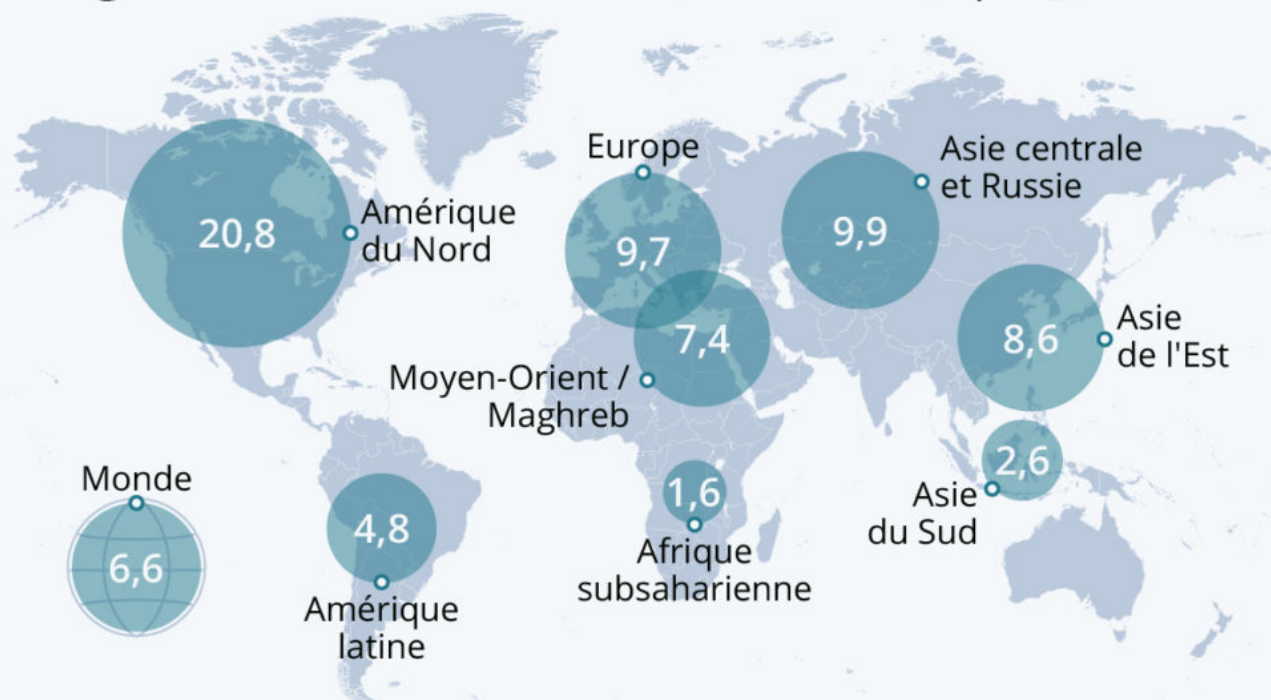 Europe
Asie centrale
et Russie
20,8
Amérique
du Nord
9,7
9,9
7,4
8,6
Asie
de l'Est
Moyen-Orient /
Maghreb
Monde
6,6
4,8
Amérique
latine
1,6
Afrique
subsaharienne
2,6
Asie
du Sud